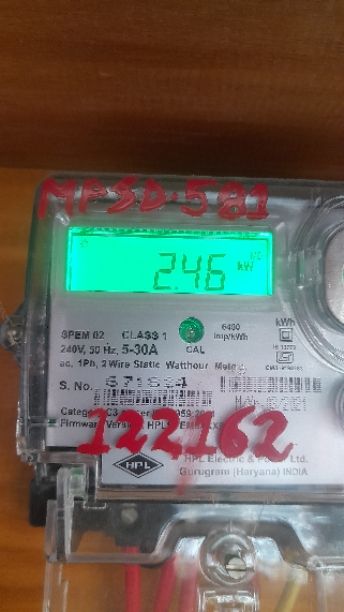 MPSD.581
2.46 kW
SPEM 02 CLASS 1 6400 imp/kWh kWh
240V, 50 Hz, 5-30A CAL
ac, 1Ph, 2 Wire Static Watthour Meter
S. No.
122162
Firmware Version
HPL HPL Electric & Power Ltd.
Gurugram (Haryana) INDIA